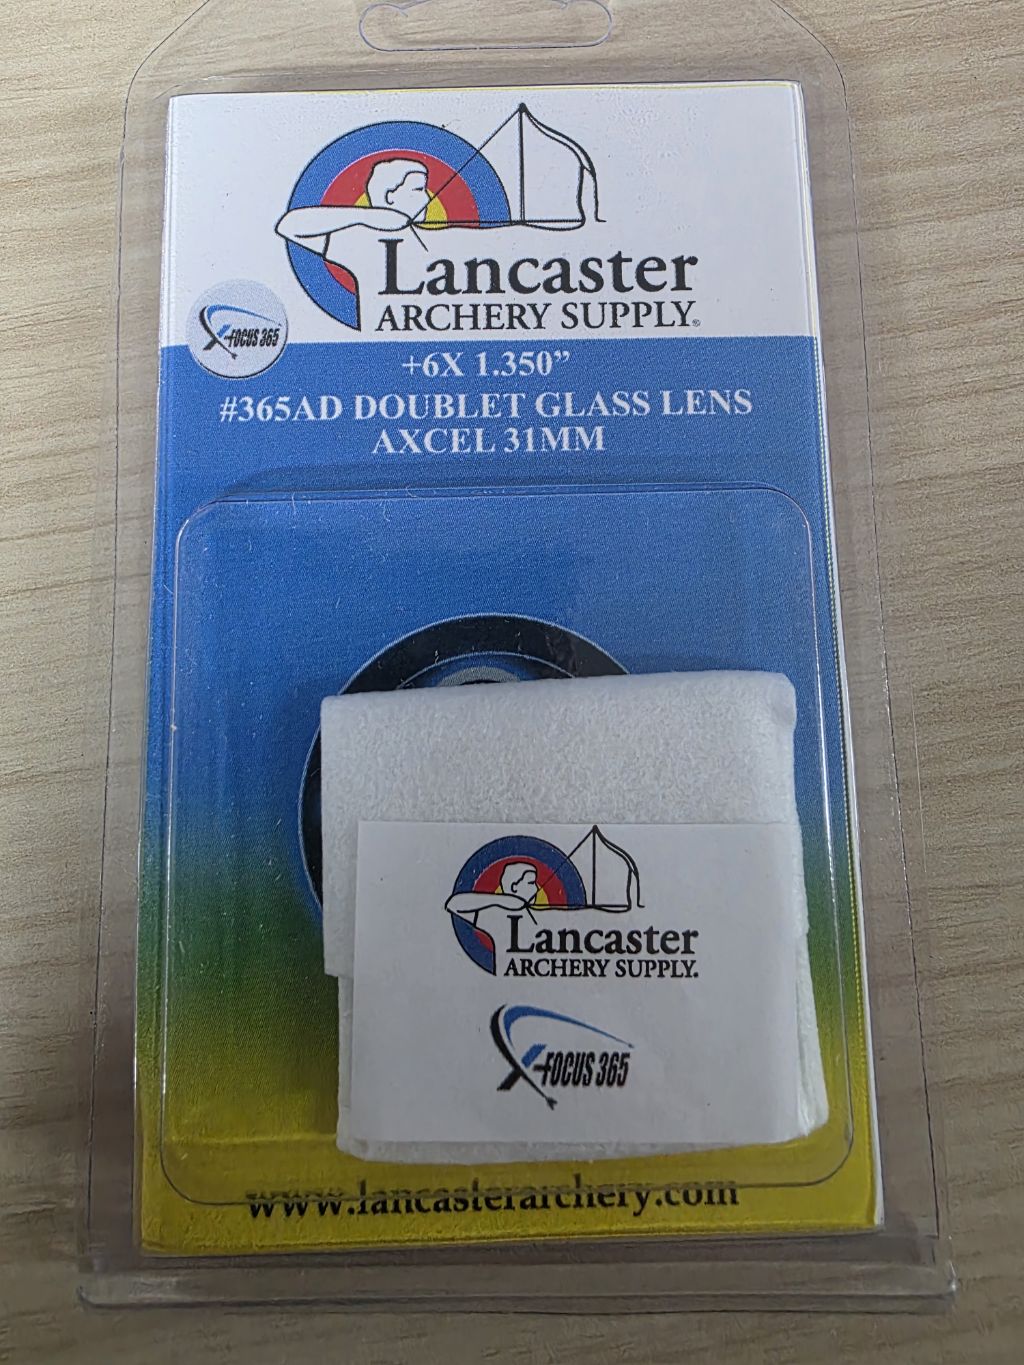 Lancaster
ARCHERY SUPPLY®
X-FOCUS 365
+6X 1.350”
#365AD DOUBLET GLASS LENS
AXCEL 31MM
Lancaster
ARCHERY SUPPLY®
X-FOCUS 365
www.lancasterarchery.com